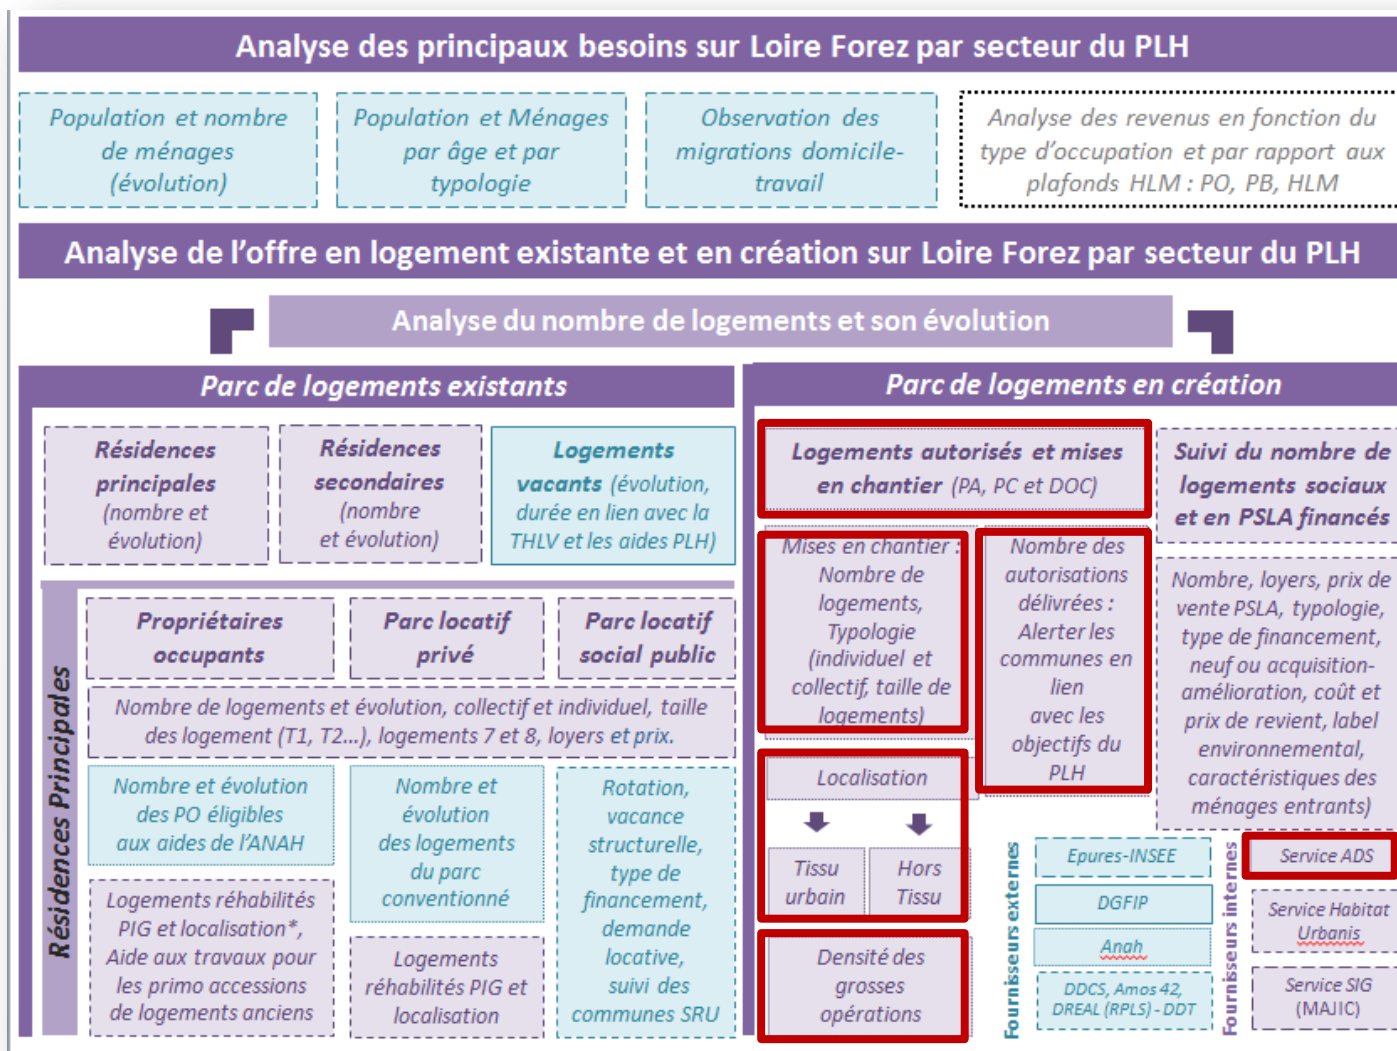 Analyse des principaux besoins sur Loire Forez par secteur du PLH
Population et nombre
de ménages
(évolution)
Population et Ménages
par âge et par
typologie
Observation des
migrations domicile-
travail
Analyse des revenus en fonction du
type d'occupation et par rapport aux
plafonds HLM : PO, PB, HLM
Analyse de l'offre en logement existante et en création sur Loire Forez par secteur du PLH
Analyse du nombre de logements et son évolution
Parc de logements existants
Résidences
principales
(nombre et
évolution)
Résidences
secondaires
(nombre
et évolution)
Logements
vacants (évolution,
durée en lien avec la
THLV et les aides PLH)
Résidences Principales
Propriétaires
occupants
Parc locatif
privé
Parc locatif
social public
Nombre de logements et évolution, collectif et individuel, taille
des logement (T1, T2...), logements 7 et 8, loyers et prix.
Nombre et évolution
des PO éligibles
aux aides de l'ANAH
Nombre et
évolution
des logements
du parc
conventionné
Rotation,
vacance
structurelle,
type de
financement,
demande
locative,
suivi des
communes SRU
Logements réhabilités
PIG et localisation*,
Aide aux travaux pour
les primo accessions
de logements anciens
Logements
réhabilités PIG et
localisation
Parc de logements en création
Logements autorisés et mises
en chantier (PA, PC et DOC)
Mises en chantier :
Nombre de
logements,
Typologie
(individuel et
collectif, taille de
logements)
Nombre des
autorisations
délivrées :
Alerter les
communes en
lien
avec les
objectifs du
PLH
Localisation
Tissu
urbain
Hors
Tissu
Densité des
grosses
opérations
Suivi du nombre de
logements sociaux
et en PSLA financés
Nombre, loyers, prix de
vente PSLA, typologie,
type de financement,
neuf ou acquisition-
amélioration, coût et
prix de revient, label
environnemental,
caractéristiques des
ménages entrants)
Fournisseurs externes
Epures-INSEE
DGFIP
Anah
DDCS, Amos 42,
DREAL (RPLS) - DDT
Fournisseurs internes
Service ADS
Service Habitat
Urbanis
Service SIG
(MAJIC)